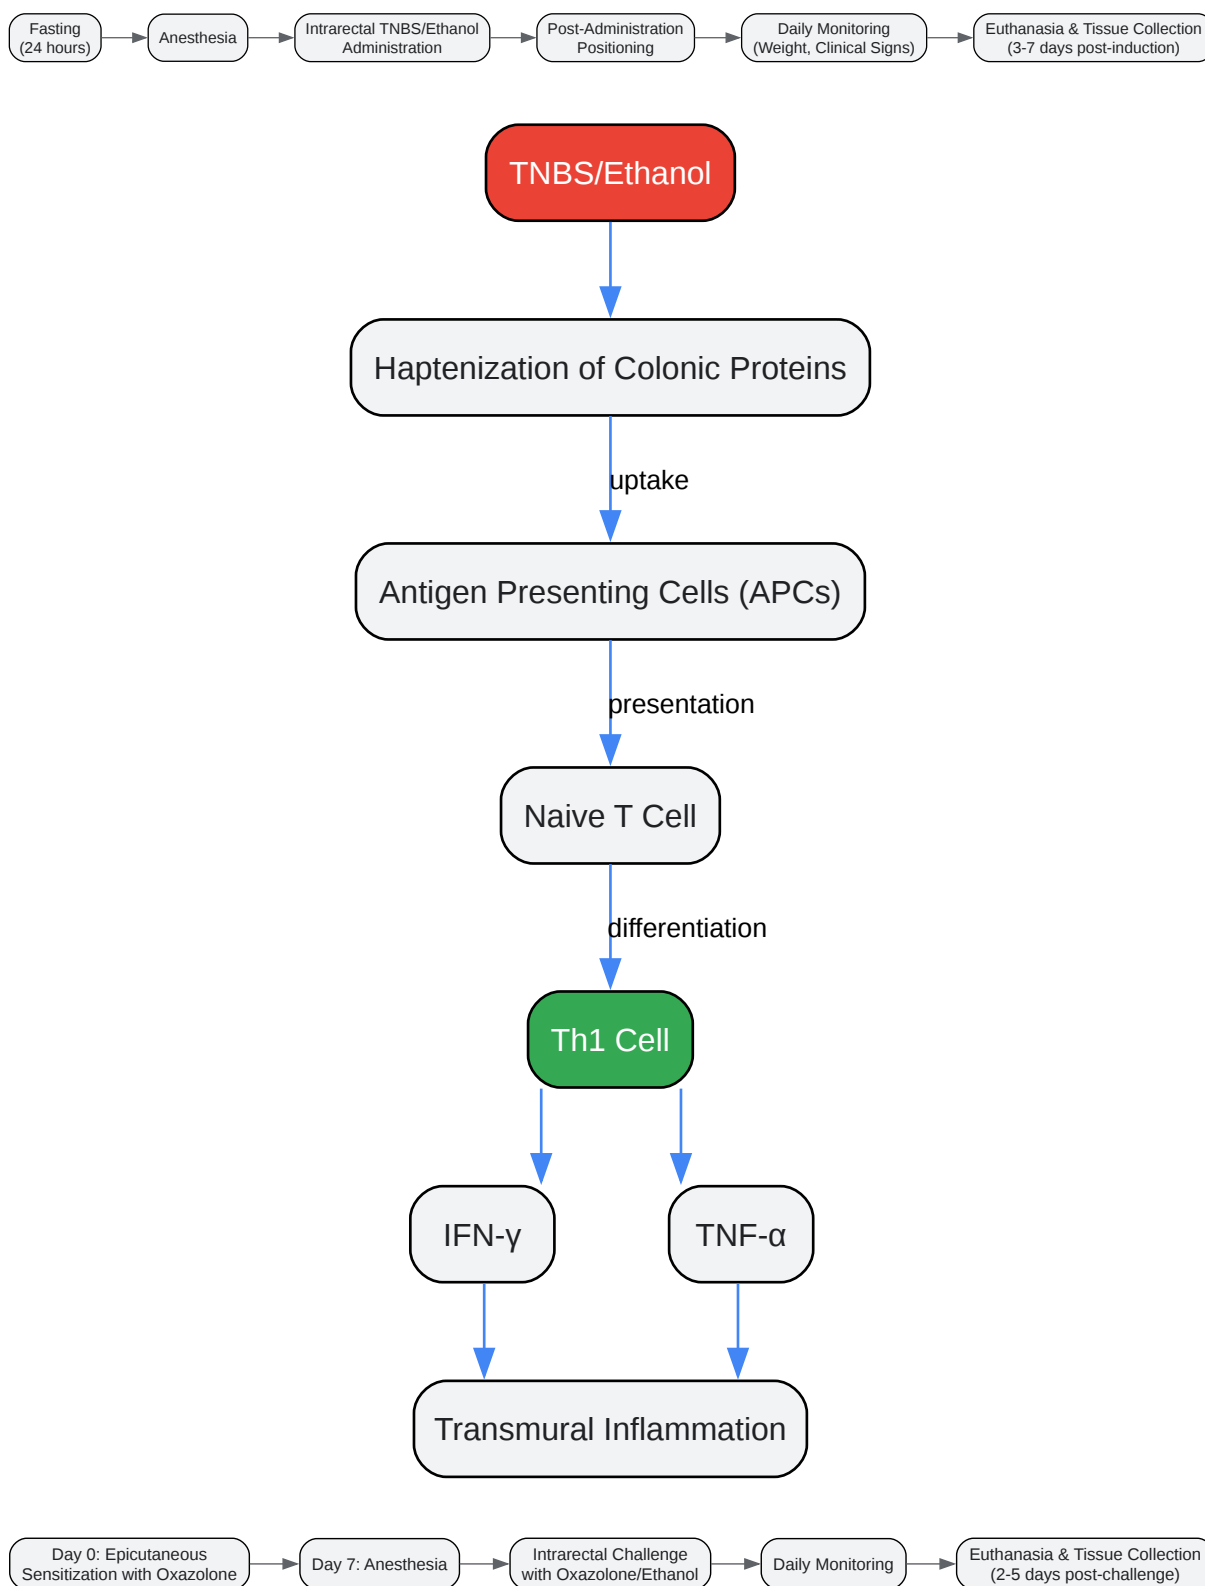 Fasting
(24 hours)
Anesthesia
Intrarectal TNBS/Ethanol
Administration
Post-Administration
Positioning
Daily Monitoring
(Weight, Clinical Signs)
Euthanasia & Tissue Collection
(3-7 days post-induction)
TNBS/Ethanol
Haptenization of Colonic Proteins
uptake
Antigen Presenting Cells (APCs)
presentation
Naive T Cell
differentiation
Th1 Cell
IFN-γ
TNF-α
Transmural Inflammation
Day 0: Epicutaneous
Sensitization with Oxazolone
Day 7: Anesthesia
Intrarectal Challenge
with Oxazolone/Ethanol
Daily Monitoring
Euthanasia & Tissue Collection
(2-5 days post-challenge)